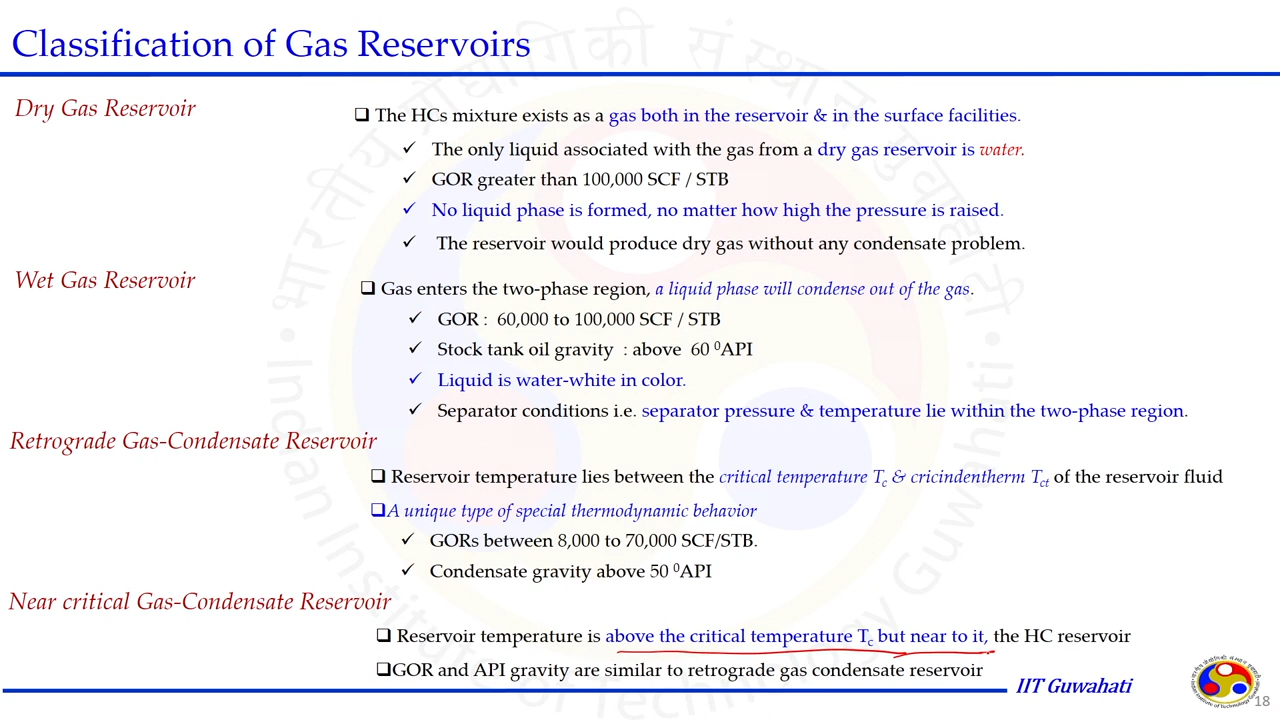 Classification of Gas Reservoirs
Dry Gas Reservoir
❑ The HCs mixture exists as a gas both in the reservoir & in the surface facilities.
✓ The only liquid associated with the gas from a dry gas reservoir is water.
✓ GOR greater than 100,000 SCF / STB
✓ No liquid phase is formed, no matter how high the pressure is raised.
✓ The reservoir would produce dry gas without any condensate problem.
Wet Gas Reservoir
❑ Gas enters the two-phase region, a liquid phase will condense out of the gas.
✓ GOR : 60,000 to 100,000 SCF / STB
✓ Stock tank oil gravity : above 60 ⁰API
✓ Liquid is water-white in color.
✓ Separator conditions i.e. separator pressure & temperature lie within the two-phase region.
Retrograde Gas-Condensate Reservoir
❑ Reservoir temperature lies between the critical temperature Tc & cricindentherm Tct of the reservoir fluid
❑A unique type of special thermodynamic behavior
✓ GORs between 8,000 to 70,000 SCF/STB.
✓ Condensate gravity above 50 ⁰API
Near critical Gas-Condensate Reservoir
❑ Reservoir temperature is above the critical temperature Tc but near to it, the HC reservoir
❑GOR and API gravity are similar to retrograde gas condensate reservoir
IIT Guwahati
18
भारतीय प्रौद्योगिकी संस्थान गुवाहाटी
Indian Institute of Technology Guwahati